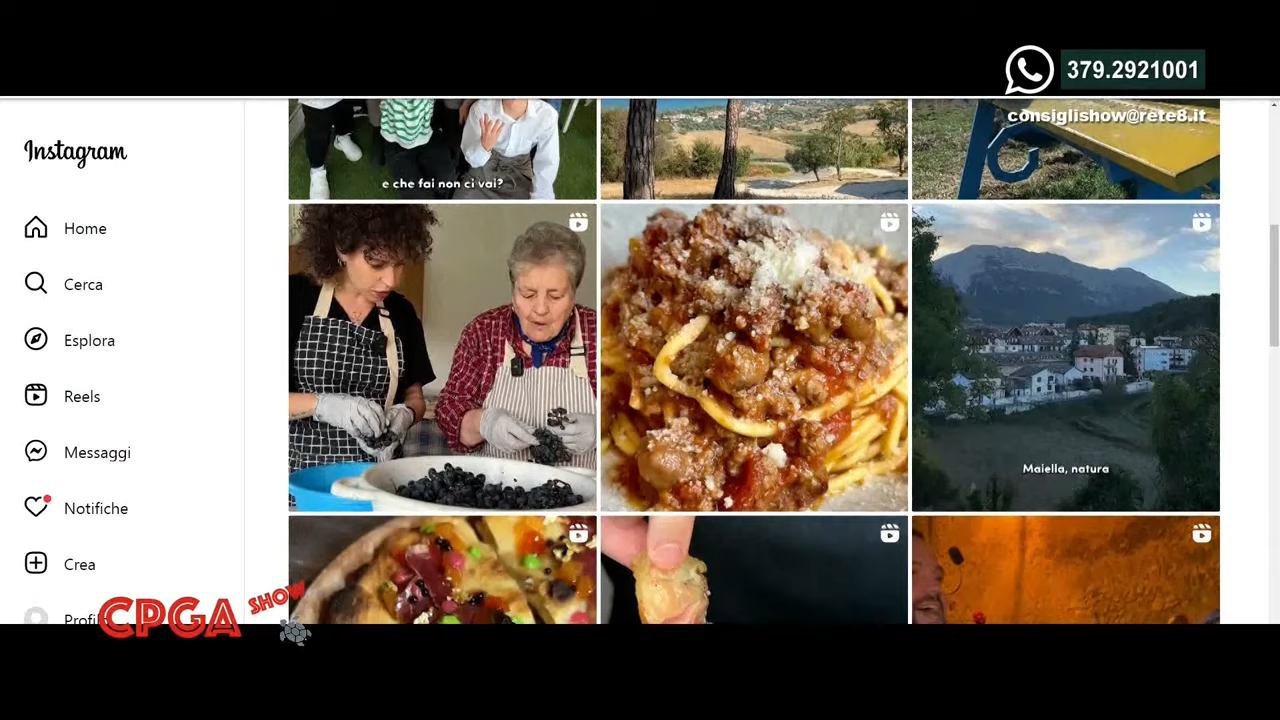 379.2921001
consiglishow@rete8.it
Instagram
e che fai non ci vai?
Home
Cerca
Esplora
Reels
Messaggi
Maiella, natura
Notifiche
Crea
Profi
CPGA SHOW